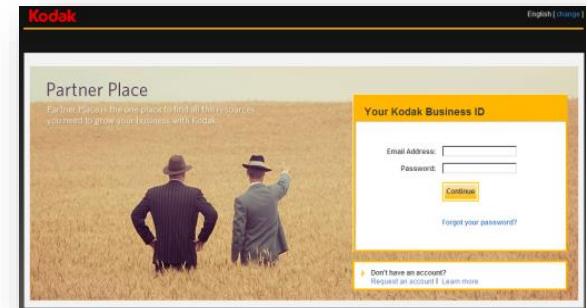 Kodak
English [ change ]
Partner Place
Partner Place is the one place to find all the resources
you need to grow your business with Kodak.
Your Kodak Business ID
Email Address:
Password:
Continue
Forgot your password?
Don't have an account?
Request an account | Learn more